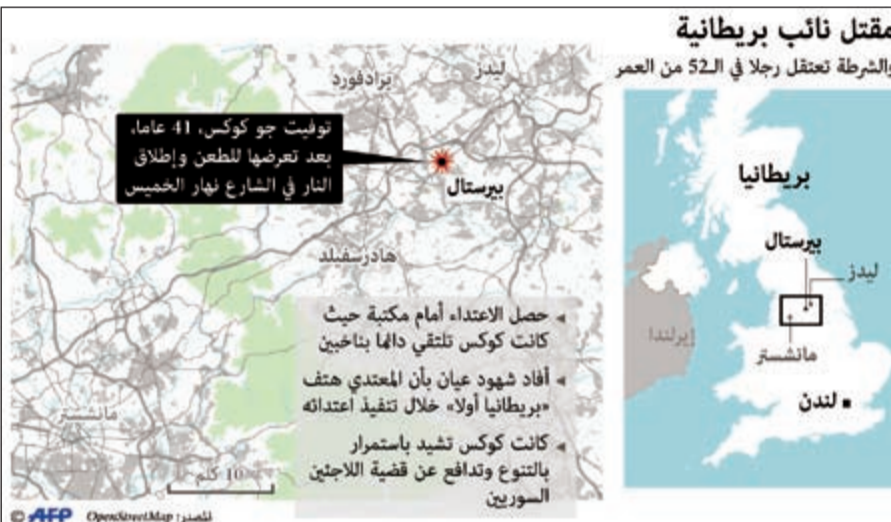 مقتل نائب بريطانية
والشرطة تعتقل رجلا في الـ52 من العمر
بريطانيا
بيرستال
ليدز
إيرلندا
مانشستر
لندن
ليدز
برادفورد
توفيت جو كوكس، 41 عاما،
بعد تعرضها للطعن وإطلاق
النار في الشارع نهار الخميس
بيرستال
هادرسفيلد
حصل الاعتداء أمام مكتبة حيث
كانت كوكس تلتقي دائما بناخبين
أفاد شهود عيان بأن المعتدي هتف
«بريطانيا أولا» خلال تنفيذ اعتدائه
كانت كوكس تشيد باستمرار
بالتنوع وتدافع عن قضية اللاجئين
السوريين
مانشستر
10 كلم
المصدر: OpenStreetMap © AFP